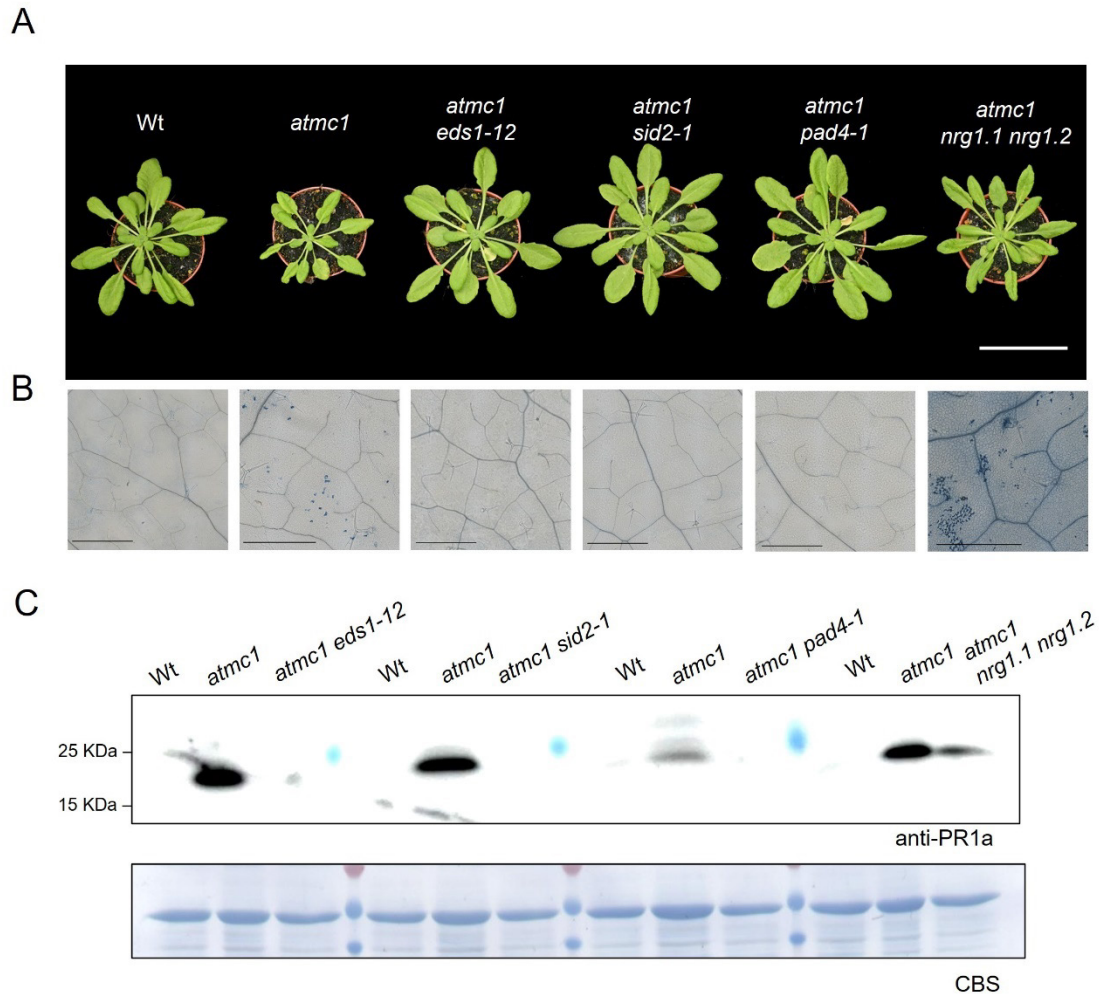 A
Wt
atmc1
atmc1
eds1-12
atmc1
sid2-1
atmc1
pad4-1
atmc1
nrg1.1 nrg1.2
B
C
Wt
atmc1
atmc1 eds1-12
Wt
atmc1
atmc1 sid2-1
Wt
atmc1
atmc1 pad4-1
Wt
atmc1
atmc1
nrg1.1 nrg1.2
25 KDa
15 KDa
anti-PR1a
CBS